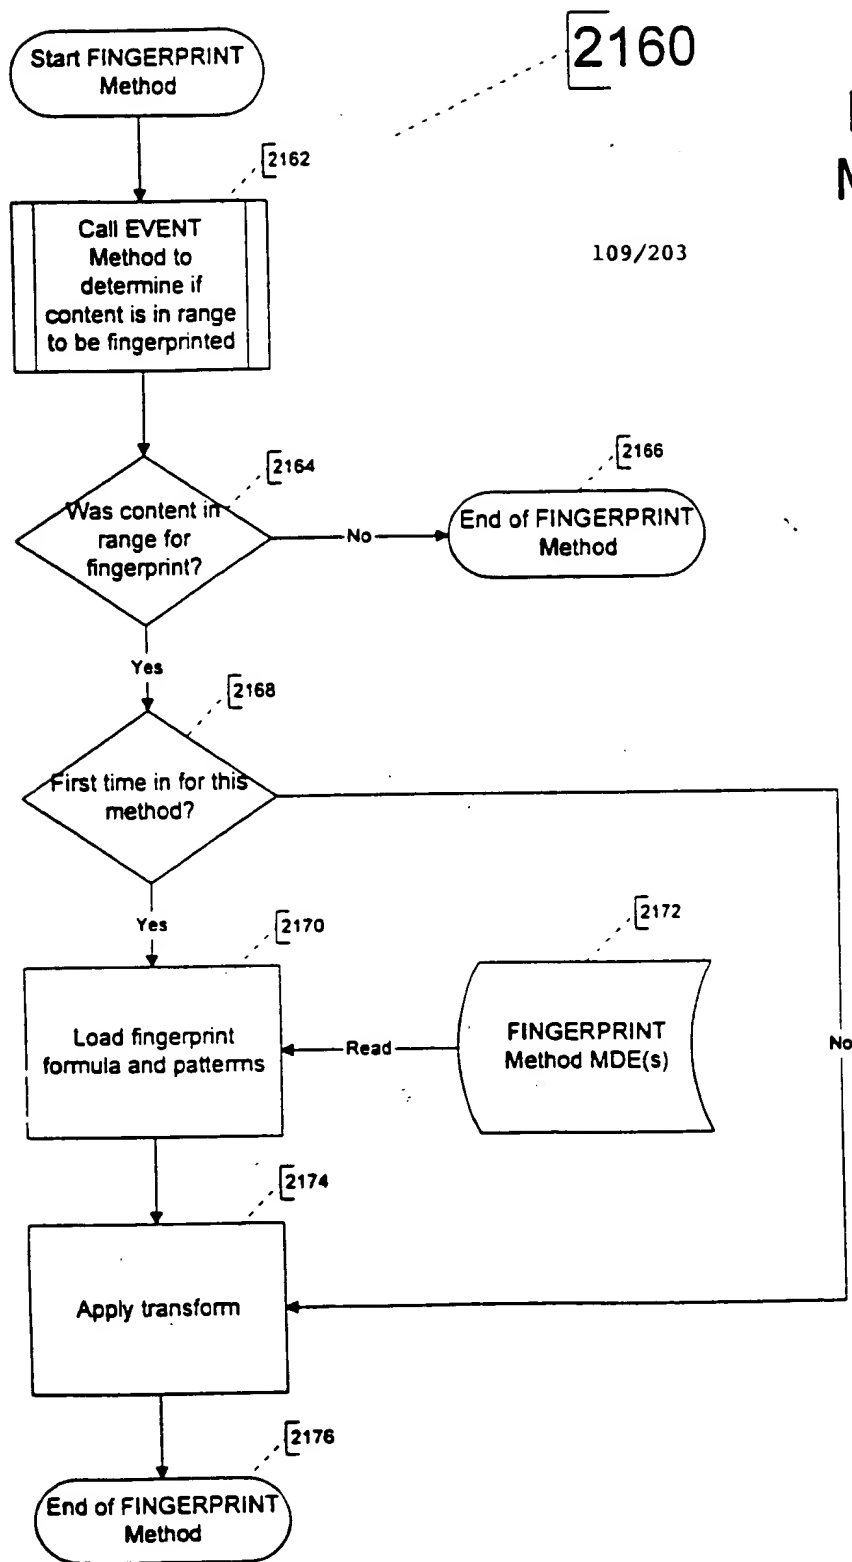 Start FINGERPRINT
Method
2160
2162
Call EVENT
Method to
determine if
content is in range
to be fingerprinted
109/203
2164
2166
Was content in
range for
fingerprint?
No
End of FINGERPRINT
Method
Yes
2168
First time in for this
method?
Yes
2170
2172
Load fingerprint
formula and patterns
Read
FINGERPRINT
Method MDE(s)
No
2174
Apply transform
2176
End of FINGERPRINT
Method